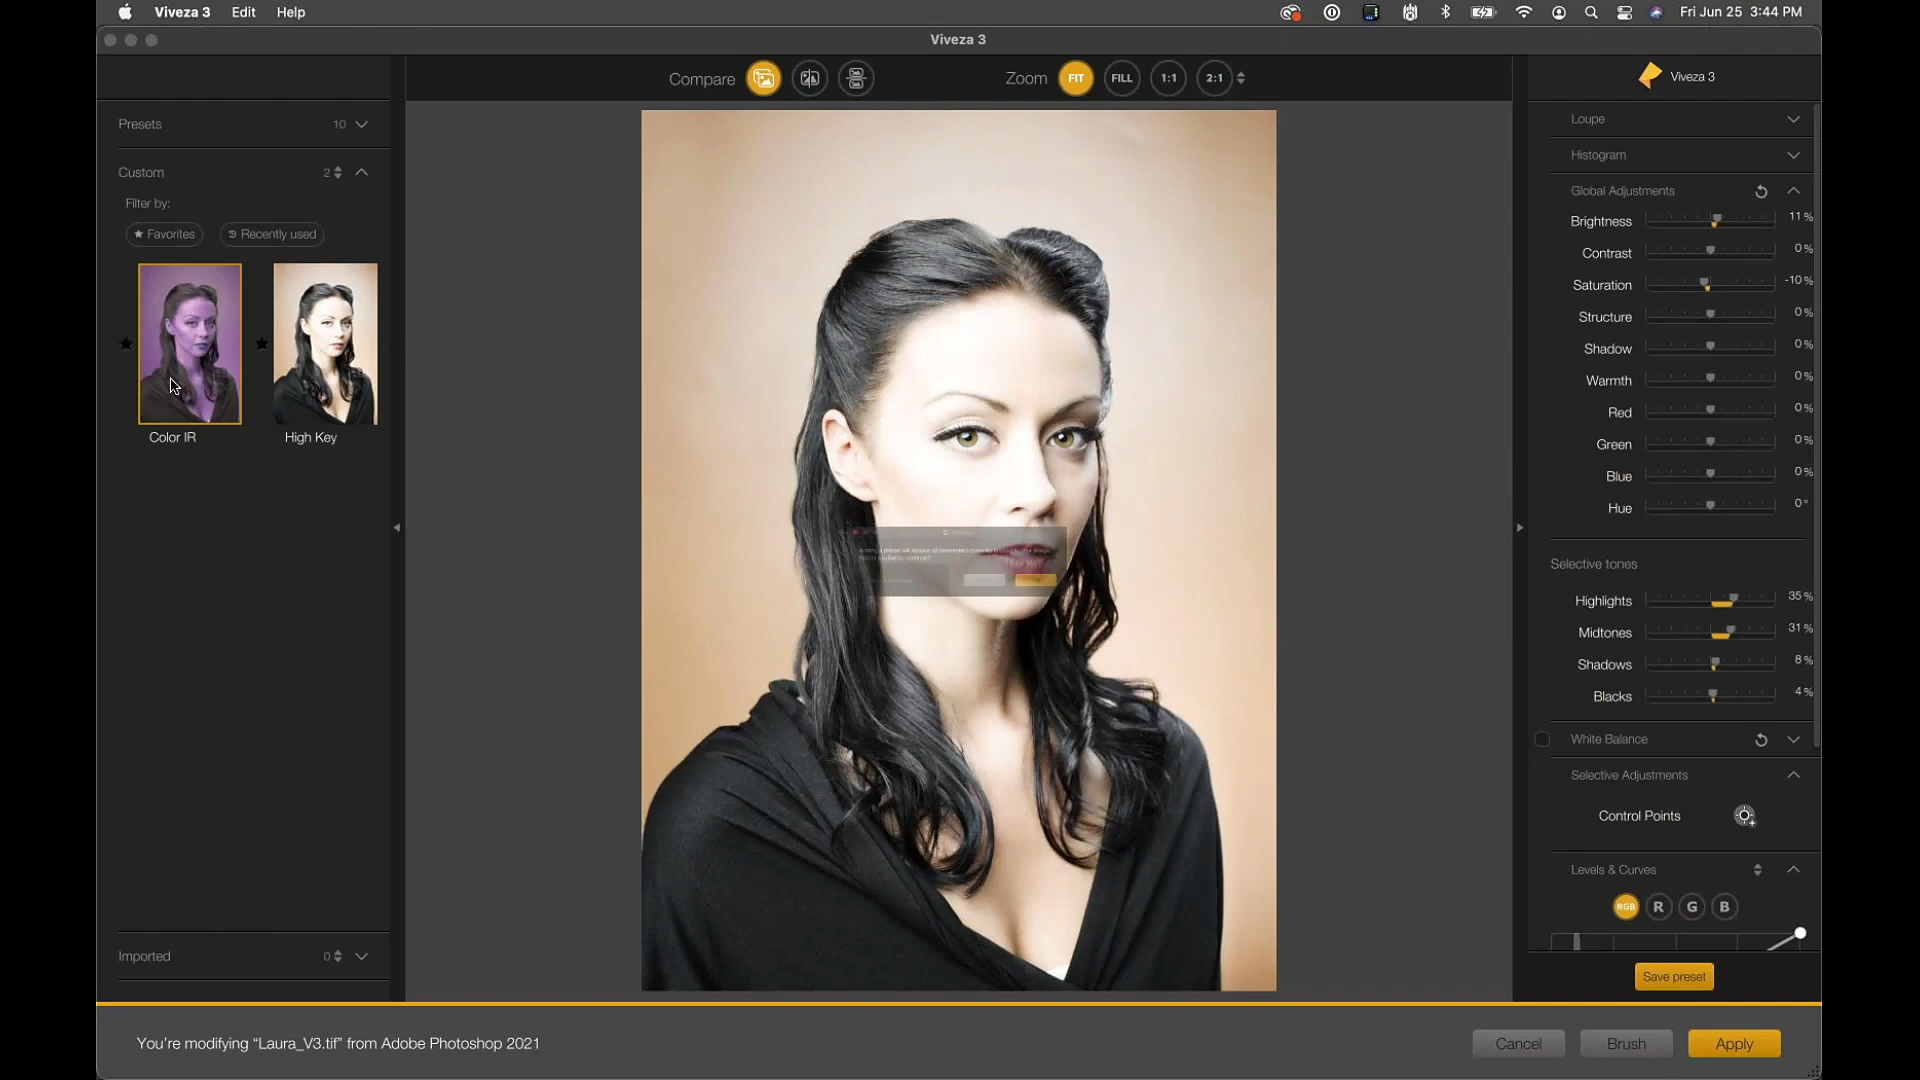 Viveza 3 Edit Help
Fri Jun 25 3:44 PM
Viveza 3
Compare
Zoom FIT FILL 1:1 2:1
Viveza 3
Presets 10
Custom 2
Filter by:
Favorites Recently used
Color IR High Key
Imported 0
Loupe
Histogram
Global Adjustments
Brightness 11 %
Contrast 0 %
Saturation -10 %
Structure 0 %
Shadow 0 %
Warmth 0 %
Red 0 %
Green 0 %
Blue 0 %
Hue 0 °
Selective tones
Highlights 35 %
Midtones 31 %
Shadows 8 %
Blacks 4 %
White Balance
Selective Adjustments
Control Points
Levels & Curves
RGB R G B
Save preset
You're modifying “Laura_V3.tif” from Adobe Photoshop 2021
Cancel Brush Apply